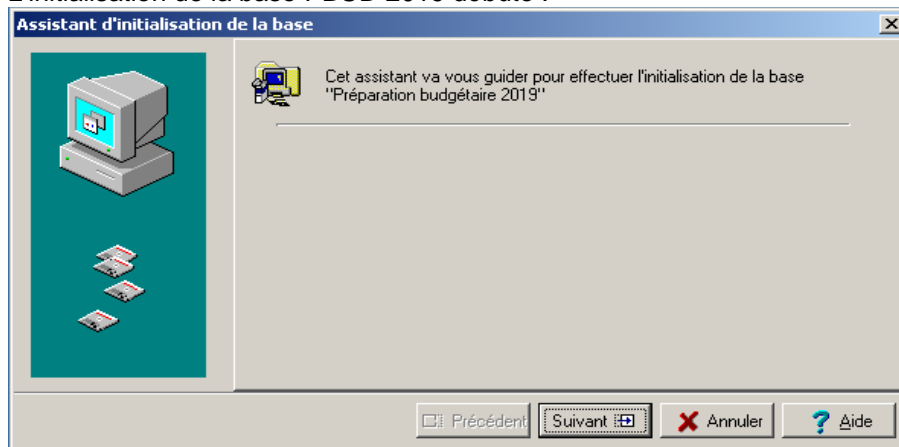 Assistant d'initialisation de la base
Cet assistant va vous guider pour effectuer l'initialisation de la base
"Préparation budgétaire 2019"
Précédent Suivant Annuler Aide